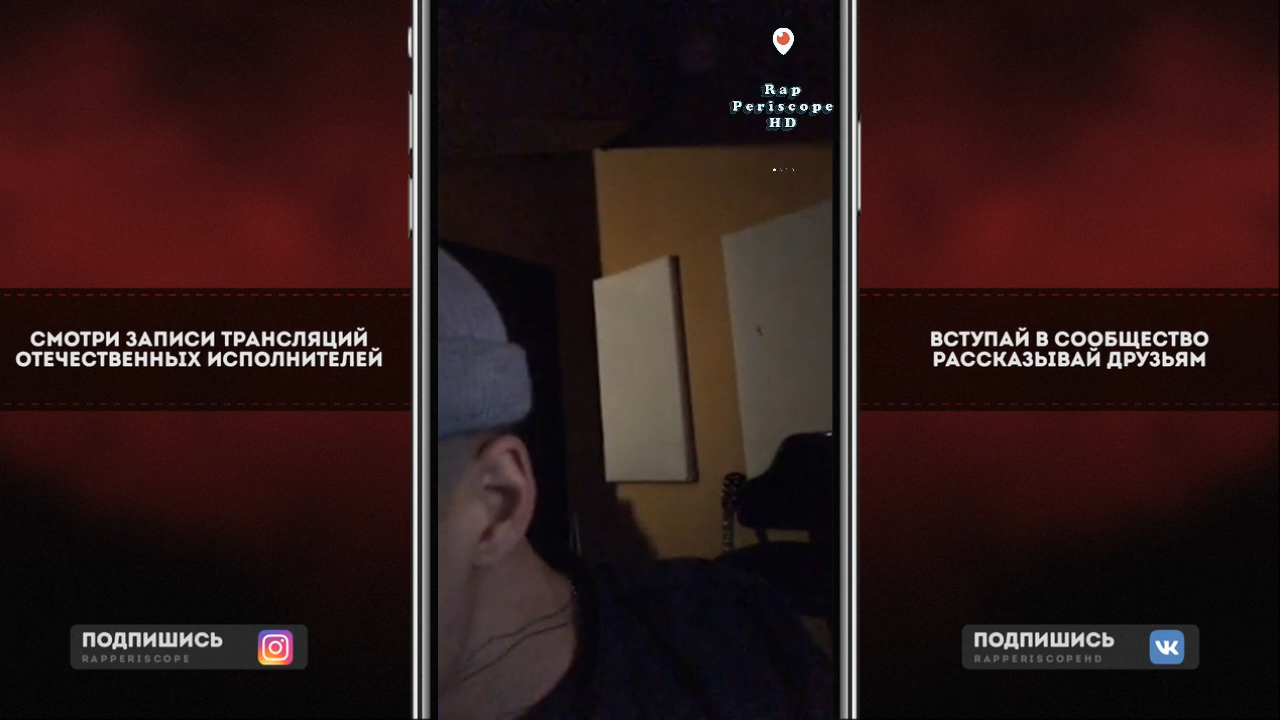 Rap
Periscope
HD
СМОТРИ ЗАПИСИ ТРАНСЛЯЦИЙ
ОТЕЧЕСТВЕННЫХ ИСПОЛНИТЕЛЕЙ
ВСТУПАЙ В СООБЩЕСТВО
РАССКАЗЫВАЙ ДРУЗЬЯМ
ПОДПИШИСЬ
RAPPERISCOPE
ПОДПИШИСЬ
RAPPERISCOPEHD